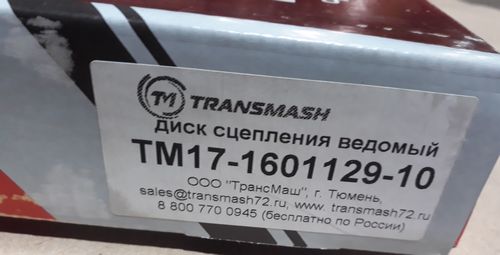 TM TRANSMASH
диск сцепления ведомый
ТМ17-1601129-10
ООО "ТрансМаш", г. Тюмень,
sales@transmash72.ru, www. transmash72.ru
8 800 770 0945 (бесплатно по России)